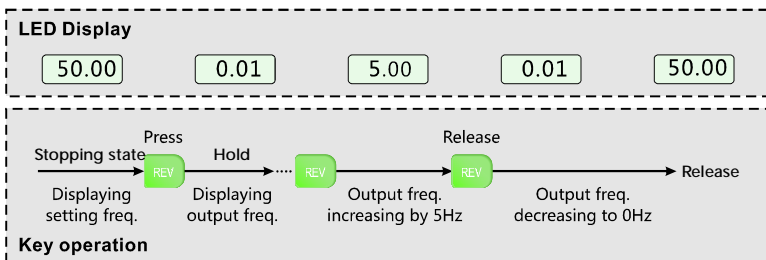 LED Display
50.00 0.01 5.00 0.01 50.00
Press Release
Stopping state Hold
REV REV REV Release
Displaying Displaying Output freq. Output freq.
setting freq. output freq. increasing by 5Hz decreasing to 0Hz
Key operation